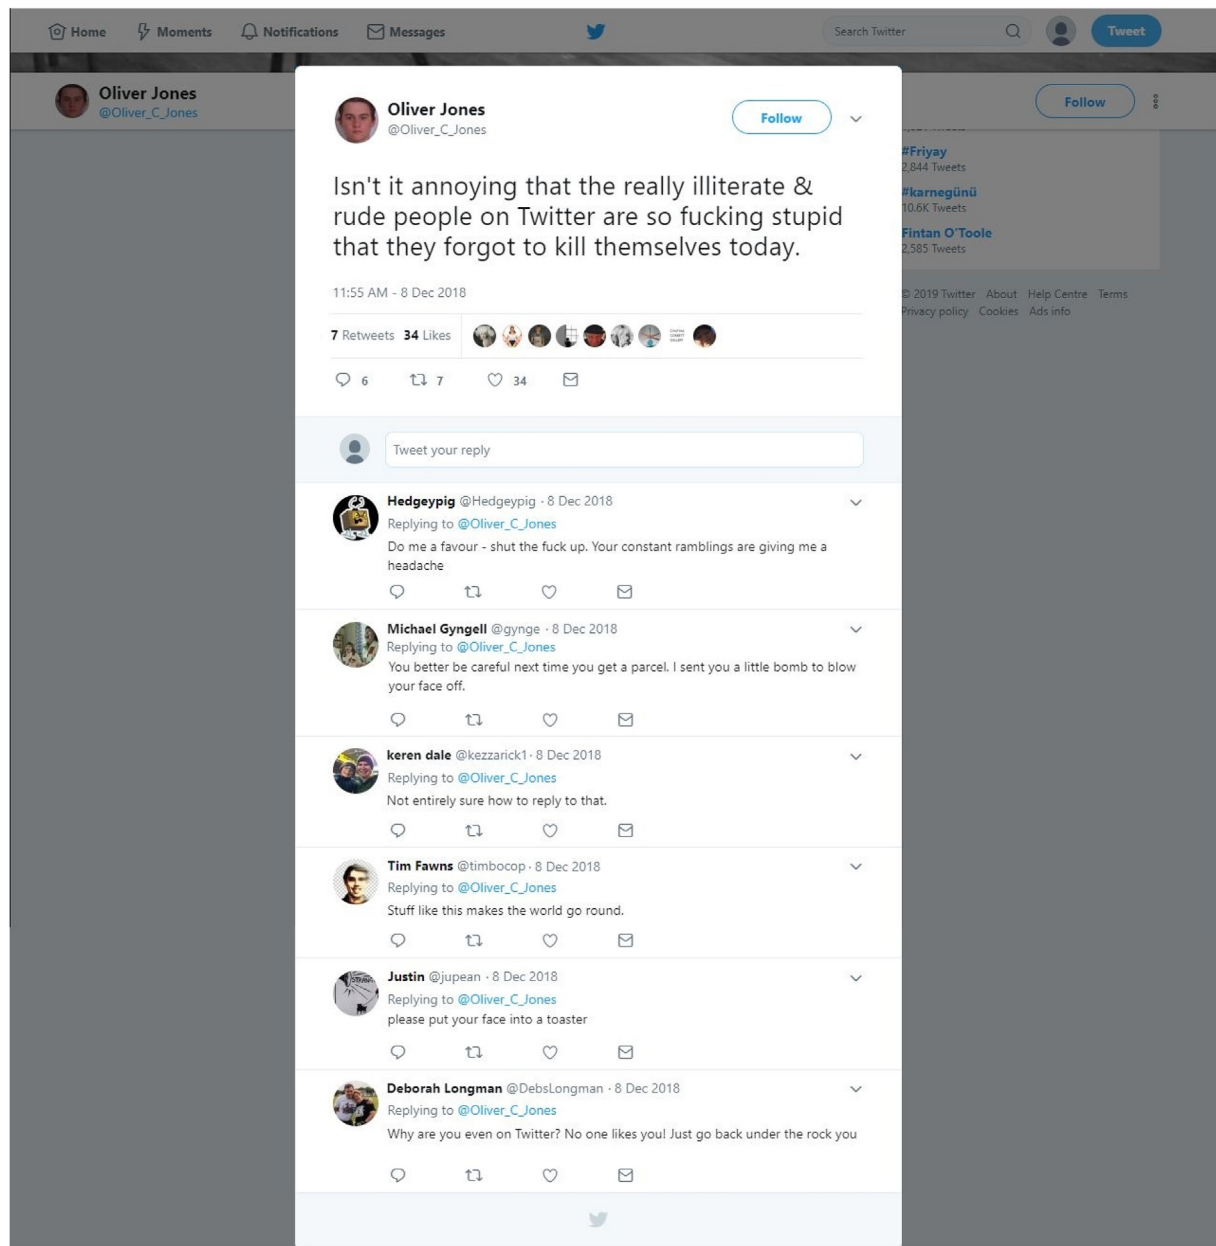 Home Moments Notifications Messages Search Twitter Tweet
Oliver Jones
@Oliver_C_Jones
Follow
Oliver Jones
@Oliver_C_Jones
Follow
Isn't it annoying that the really illiterate &
rude people on Twitter are so fucking stupid
that they forgot to kill themselves today.
11:55 AM - 8 Dec 2018
7 Retweets 34 Likes
6 7 34
Tweet your reply
Hedgeypig @Hedgeypig · 8 Dec 2018
Replying to @Oliver_C_Jones
Do me a favour - shut the fuck up. Your constant ramblings are giving me a
headache
Michael Gyngell @gynge · 8 Dec 2018
Replying to @Oliver_C_Jones
You better be careful next time you get a parcel. I sent you a little bomb to blow
your face off.
keren dale @kezzarick1 · 8 Dec 2018
Replying to @Oliver_C_Jones
Not entirely sure how to reply to that.
Tim Fawns @timbocop · 8 Dec 2018
Replying to @Oliver_C_Jones
Stuff like this makes the world go round.
Justin @jupean · 8 Dec 2018
Replying to @Oliver_C_Jones
please put your face into a toaster
Deborah Longman @DebsLongman · 8 Dec 2018
Replying to @Oliver_C_Jones
Why are you even on Twitter? No one likes you! Just go back under the rock you
#Friyay
2,844 Tweets
#karnegünü
10.6K Tweets
Fintan O'Toole
2,585 Tweets
© 2019 Twitter About Help Centre Terms
Privacy policy Cookies Ads info